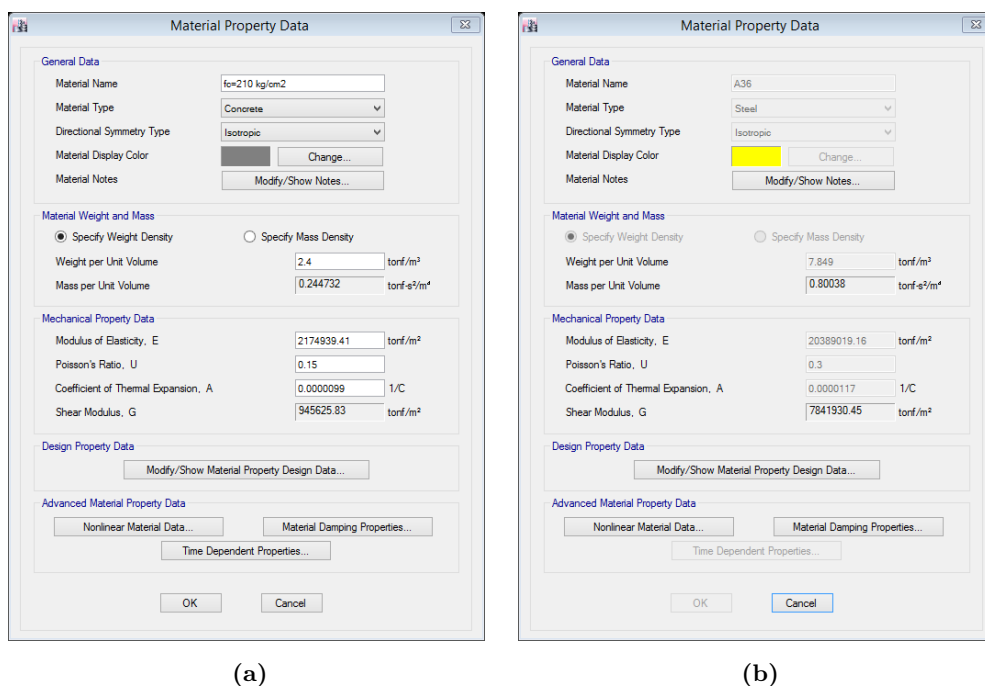 Material Property Data
General Data
Material Name fc=210 kg/cm2
Material Type Concrete
Directional Symmetry Type Isotropic
Material Display Color Change...
Material Notes Modify/Show Notes...
Material Weight and Mass
Specify Weight Density Specify Mass Density
Weight per Unit Volume 2.4 tonf/m³
Mass per Unit Volume 0.244732 tonf-s²/m⁴
Mechanical Property Data
Modulus of Elasticity, E 2174939.41 tonf/m²
Poisson's Ratio, U 0.15
Coefficient of Thermal Expansion, A 0.0000099 1/C
Shear Modulus, G 945625.83 tonf/m²
Design Property Data
Modify/Show Material Property Design Data...
Advanced Material Property Data
Nonlinear Material Data... Material Damping Properties...
Time Dependent Properties...
OK Cancel
(a)
Material Property Data
General Data
Material Name A36
Material Type Steel
Directional Symmetry Type Isotropic
Material Display Color Change...
Material Notes Modify/Show Notes...
Material Weight and Mass
Specify Weight Density Specify Mass Density
Weight per Unit Volume 7.849 tonf/m³
Mass per Unit Volume 0.80038 tonf-s²/m⁴
Mechanical Property Data
Modulus of Elasticity, E 20389019.16 tonf/m²
Poisson's Ratio, U 0.3
Coefficient of Thermal Expansion, A 0.0000117 1/C
Shear Modulus, G 7841930.45 tonf/m²
Design Property Data
Modify/Show Material Property Design Data...
Advanced Material Property Data
Nonlinear Material Data... Material Damping Properties...
Time Dependent Properties...
OK Cancel
(b)